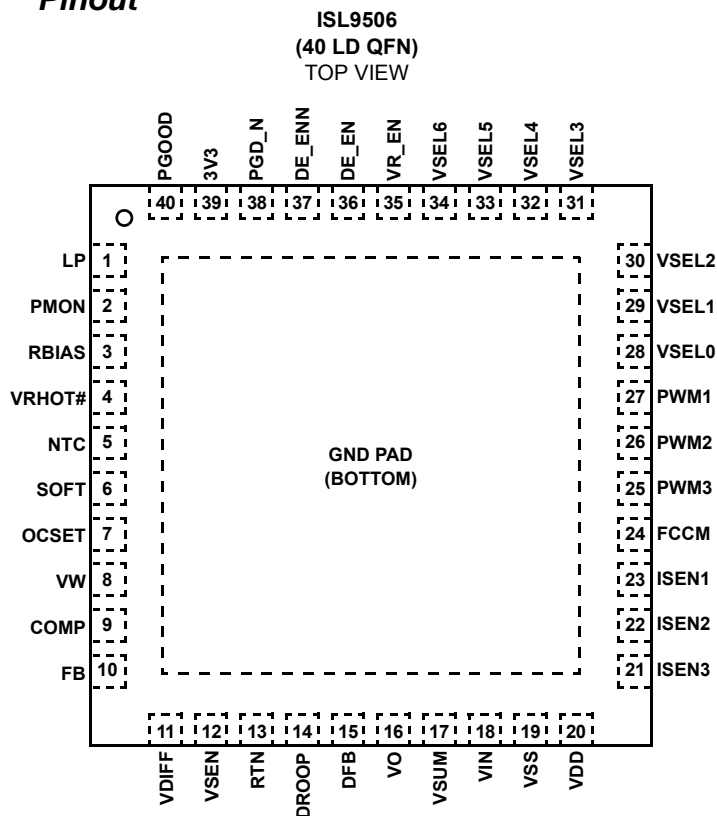 Pinout
ISL9506
(40 LD QFN)
TOP VIEW
PGOOD
3V3
PGD_N
DE_ENN
DE_EN
VR_EN
VSEL6
VSEL5
VSEL4
VSEL3
40 39 38 37 36 35 34 33 32 31
LP 1
30 VSEL2
PMON 2
29 VSEL1
RBIAS 3
28 VSEL0
VRHOT# 4
27 PWM1
NTC 5
26 PWM2
SOFT 6
25 PWM3
OCSET 7
24 FCCM
VW 8
23 ISEN1
COMP 9
22 ISEN2
FB 10
21 ISEN3
GND PAD
(BOTTOM)
11 12 13 14 15 16 17 18 19 20
VDIFF
VSEN
RTN
DROOP
DFB
VO
VSUM
VIN
VSS
VDD